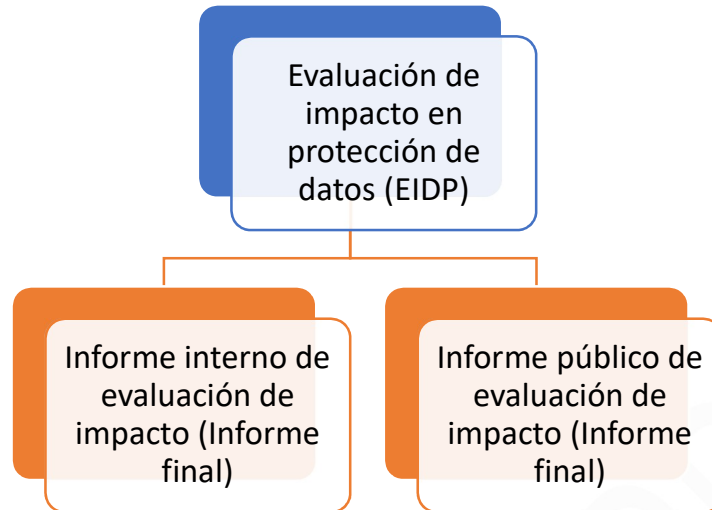 Evaluación de
impacto en
protección de
datos (EIDP)
Informe interno de
evaluación de
impacto (Informe
final)
Informe público de
evaluación de
impacto (Informe
final)